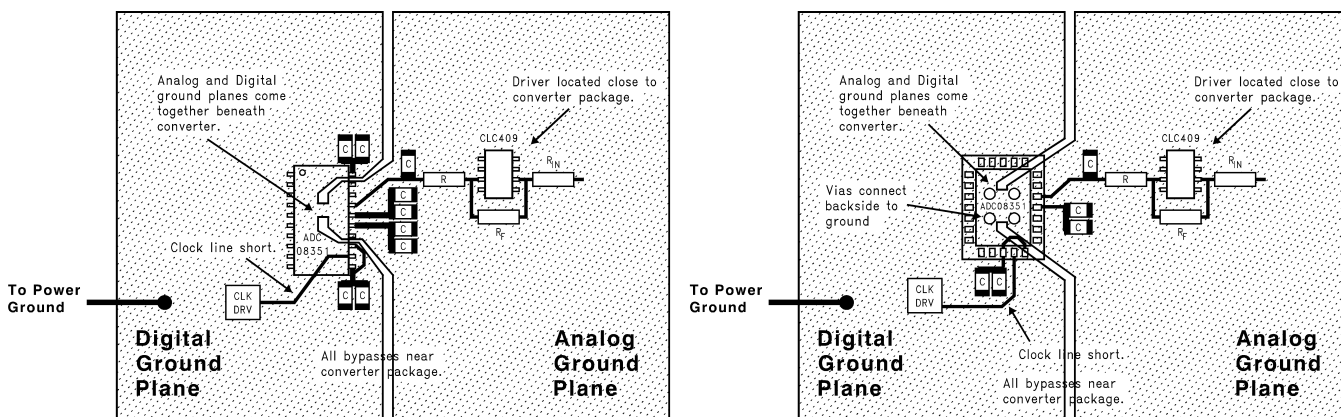 Analog and Digital
ground planes come
together beneath
converter.
Driver located close to
converter package.
CLC409
C
C
C
R
RIN
RF
C
C
C
C
ADC
08351
Clock line short.
C
C
CLK
DRV
To Power
Ground
Digital
Ground
Plane
All bypasses near
converter package.
Analog
Ground
Plane
Analog and Digital
ground planes come
together beneath
converter.
Driver located close to
converter package.
CLC409
C
R
RIN
RF
Vias connect
backside to
ground
ADC08351
C
C
C
C
CLK
DRV
To Power
Ground
Digital
Ground
Plane
Clock line short.
All bypasses near
converter package.
Analog
Ground
Plane